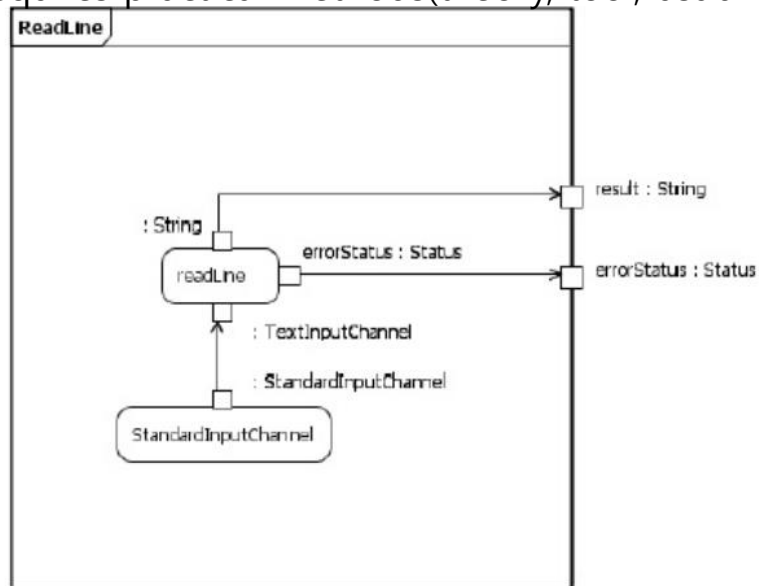 ReadLine
result : String
: String
errorStatus : Status
readLine
errorStatus : Status
: TextInputChannel
: StandardInputChannel
StandardInputChannel